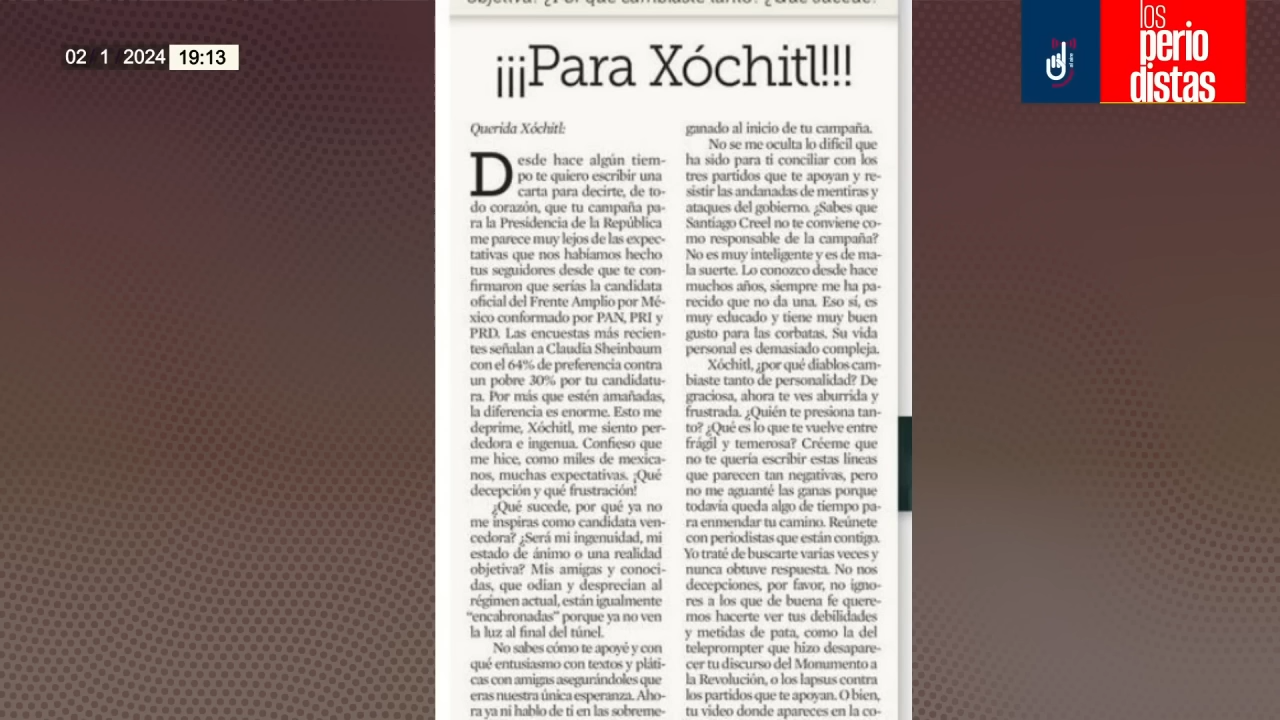 02 1 2024 19:13
los
perio
distas
¡¡¡Para Xóchitl!!!
Querida Xóchitl:
Desde hace algún tiem-
po te quiero escribir una
carta para decirte, de to-
do corazón, que tu campaña pa-
ra la Presidencia de la República
me parece muy lejos de las expec-
tativas que nos habíamos hecho
tus seguidores desde que te con-
firmaron que serías la candidata
oficial del Frente Amplio por Mé-
xico conformado por PAN, PRI y
PRD. Las encuestas más recien-
tes señalan a Claudia Sheinbaum
con el 64% de preferencia contra
un pobre 30% por tu candidatu-
ra. Por más que estén amañadas,
la diferencia es enorme. Esto me
deprime, Xóchitl, me siento per-
dedora e ingenua. Confieso que
me hice, como miles de mexica-
nos, muchas expectativas. ¡Qué
decepción y qué frustración!
¿Qué sucede, por qué ya no
me inspiras como candidata ven-
cedora? ¿Será mi ingenuidad, mi
estado de ánimo o una realidad
objetiva? Mis amigas y conoci-
das, que odian y desprecian al
régimen actual, están igualmente
“encabronadas” porque ya no ven
la luz al final del túnel.
No sabes cómo te apoyé y con
qué entusiasmo con textos y pláti-
cas con amigas asegurándoles que
eras nuestra única esperanza. Aho-
ra ya ni hablo de ti en las sobreme-
ganado al inicio de tu campaña.
No se me oculta lo difícil que
ha sido para ti conciliar con los
tres partidos que te apoyan y re-
sistir las andanadas de mentiras y
ataques del gobierno. ¿Sabes que
Santiago Creel no te conviene co-
mo responsable de la campaña?
No es muy inteligente y es de ma-
la suerte. Lo conozco desde hace
muchos años, siempre me ha pa-
recido que no da una. Eso sí, es
muy educado y tiene muy buen
gusto para las corbatas. Su vida
personal es demasiado compleja.
Xóchitl, ¿por qué diablos cam-
biaste tanto de personalidad? De
graciosa, ahora te ves aburrida y
frustrada. ¿Quién te presiona tan-
to? ¿Qué es lo que te vuelve entre
frágil y temerosa? Créeme que
no te quería escribir estas líneas
que parecen tan negativas, pero
no me aguanté las ganas porque
todavía queda algo de tiempo pa-
ra enmendar tu camino. Reúnete
con periodistas que están contigo.
Yo traté de buscarte varias veces y
nunca obtuve respuesta. No nos
decepciones, por favor, no igno-
res a los que de buena fe quere-
mos hacerte ver tus debilidades
y metidas de pata, como la del
teleprompter que hizo desapare-
cer tu discurso del Monumento a
la Revolución, o los lapsus contra
los partidos que te apoyan. O bien,
tu video donde apareces en la co-